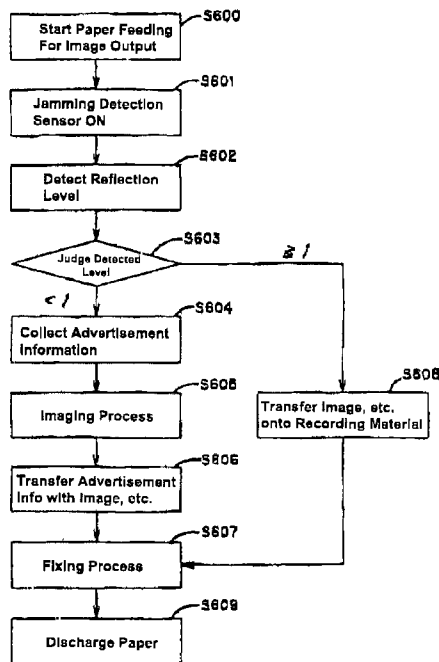 S600
Start Paper Feeding
For Image Output
S601
Jamming Detection
Sensor ON
S602
Detect Reflection
Level
S603
Judge Detected
Level
≧ 1
< 1
S604
Collect Advertisement
Information
S605
Imaging Process
S608
Transfer Image, etc.
onto Recording Material
S606
Transfer Advertisement
Info with Image, etc.
S607
Fixing Process
S609
Discharge Paper